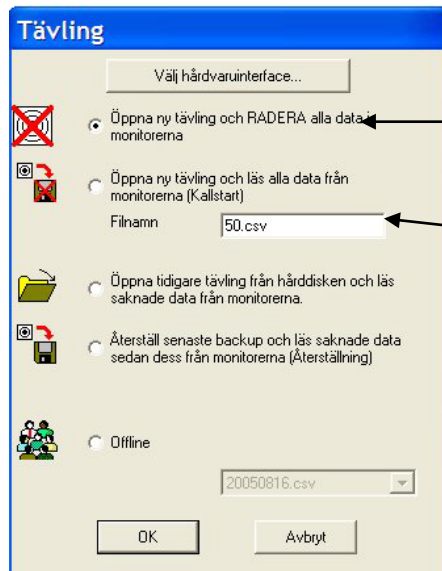 Tävling
Välj hårdvaruinterface...
Öppna ny tävling och RADERA alla data i
monitorerna
Öppna ny tävling och läs alla data från
monitorerna (Kallstart)
Filnamn
50.csv
Öppna tidigare tävling från hårddisken och läs
saknade data från monitorerna.
Återställ senaste backup och läs saknade data
sedan dess från monitorerna (Återställning)
Offline
20050816.csv
OK
Avbryt